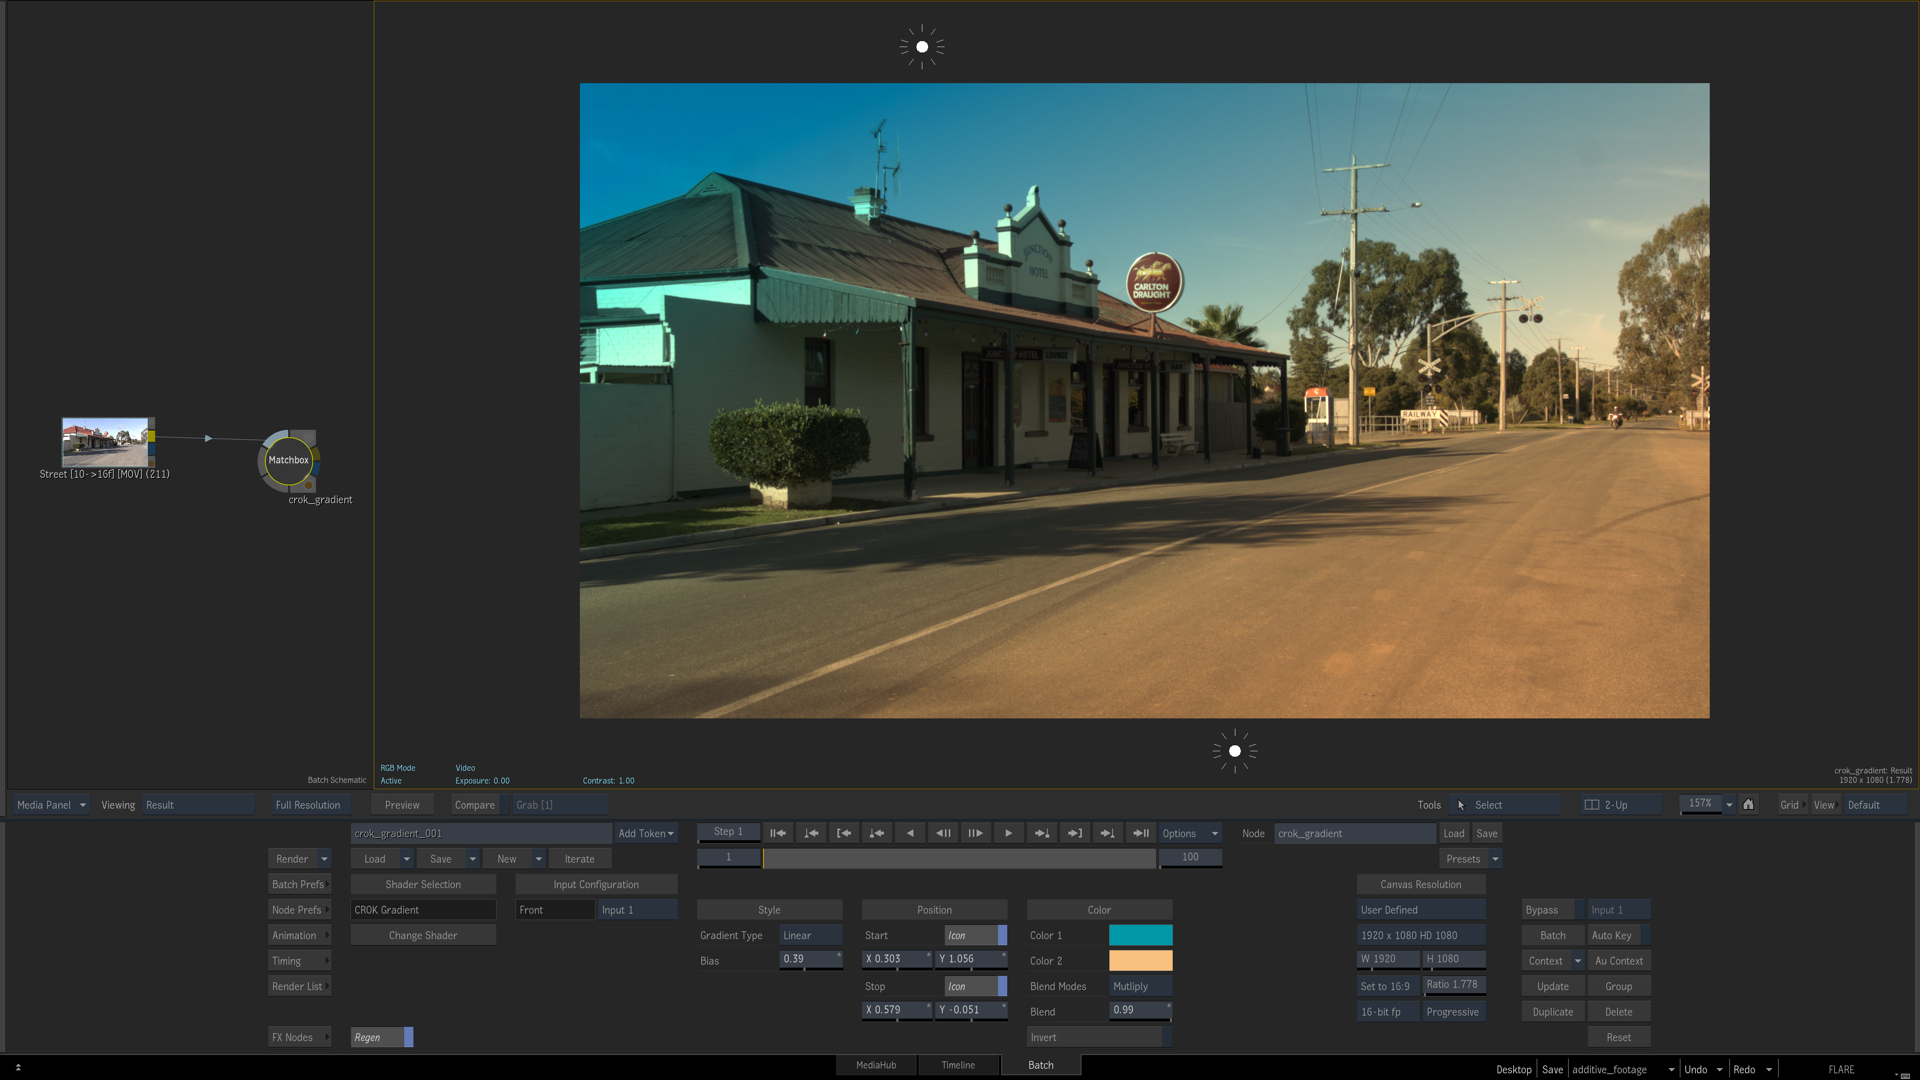 JUNCTION
HOTEL
CARLTON
DRAUGHT
HOTEL LOUNGE
RAILWAY
Matchbox
Street [10->16f] [MOV] (211)
crok_gradient
Batch Schematic
RGB Mode
Video
Active
Exposure: 0.00
Contrast: 1.00
crok_gradient: Result
1920 x 1080 (1.778)
Media Panel
Viewing
Result
Full Resolution
Preview
Compare
Grab [1]
Tools
Select
2-Up
157%
Grid
View
Default
crok_gradient_001
Add Token
Step 1
Options
Node
crok_gradient
Load
Save
Render
Load
Save
New
Iterate
1
100
Presets
Batch Prefs
Shader Selection
Input Configuration
Canvas Resolution
Node Prefs
CROK Gradient
Front
Input 1
Style
Position
Color
User Defined
Bypass
Input 1
Animation
Change Shader
Gradient Type
Linear
Start
Icon
Color 1
1920 x 1080 HD 1080
Batch
Auto Key
Timing
Bias
0.39
X 0.303
Y 1.056
Color 2
W 1920
H 1080
Context
Au Context
Render List
Stop
Icon
Blend Modes
Mutliply
Set to 16:9
Ratio 1.778
Update
Group
X 0.579
Y -0.051
Blend
0.99
16-bit fp
Progressive
Duplicate
Delete
FX Nodes
Regen
Invert
Reset
MediaHub
Timeline
Batch
Desktop
Save
additive_footage
Undo
Redo
FLARE